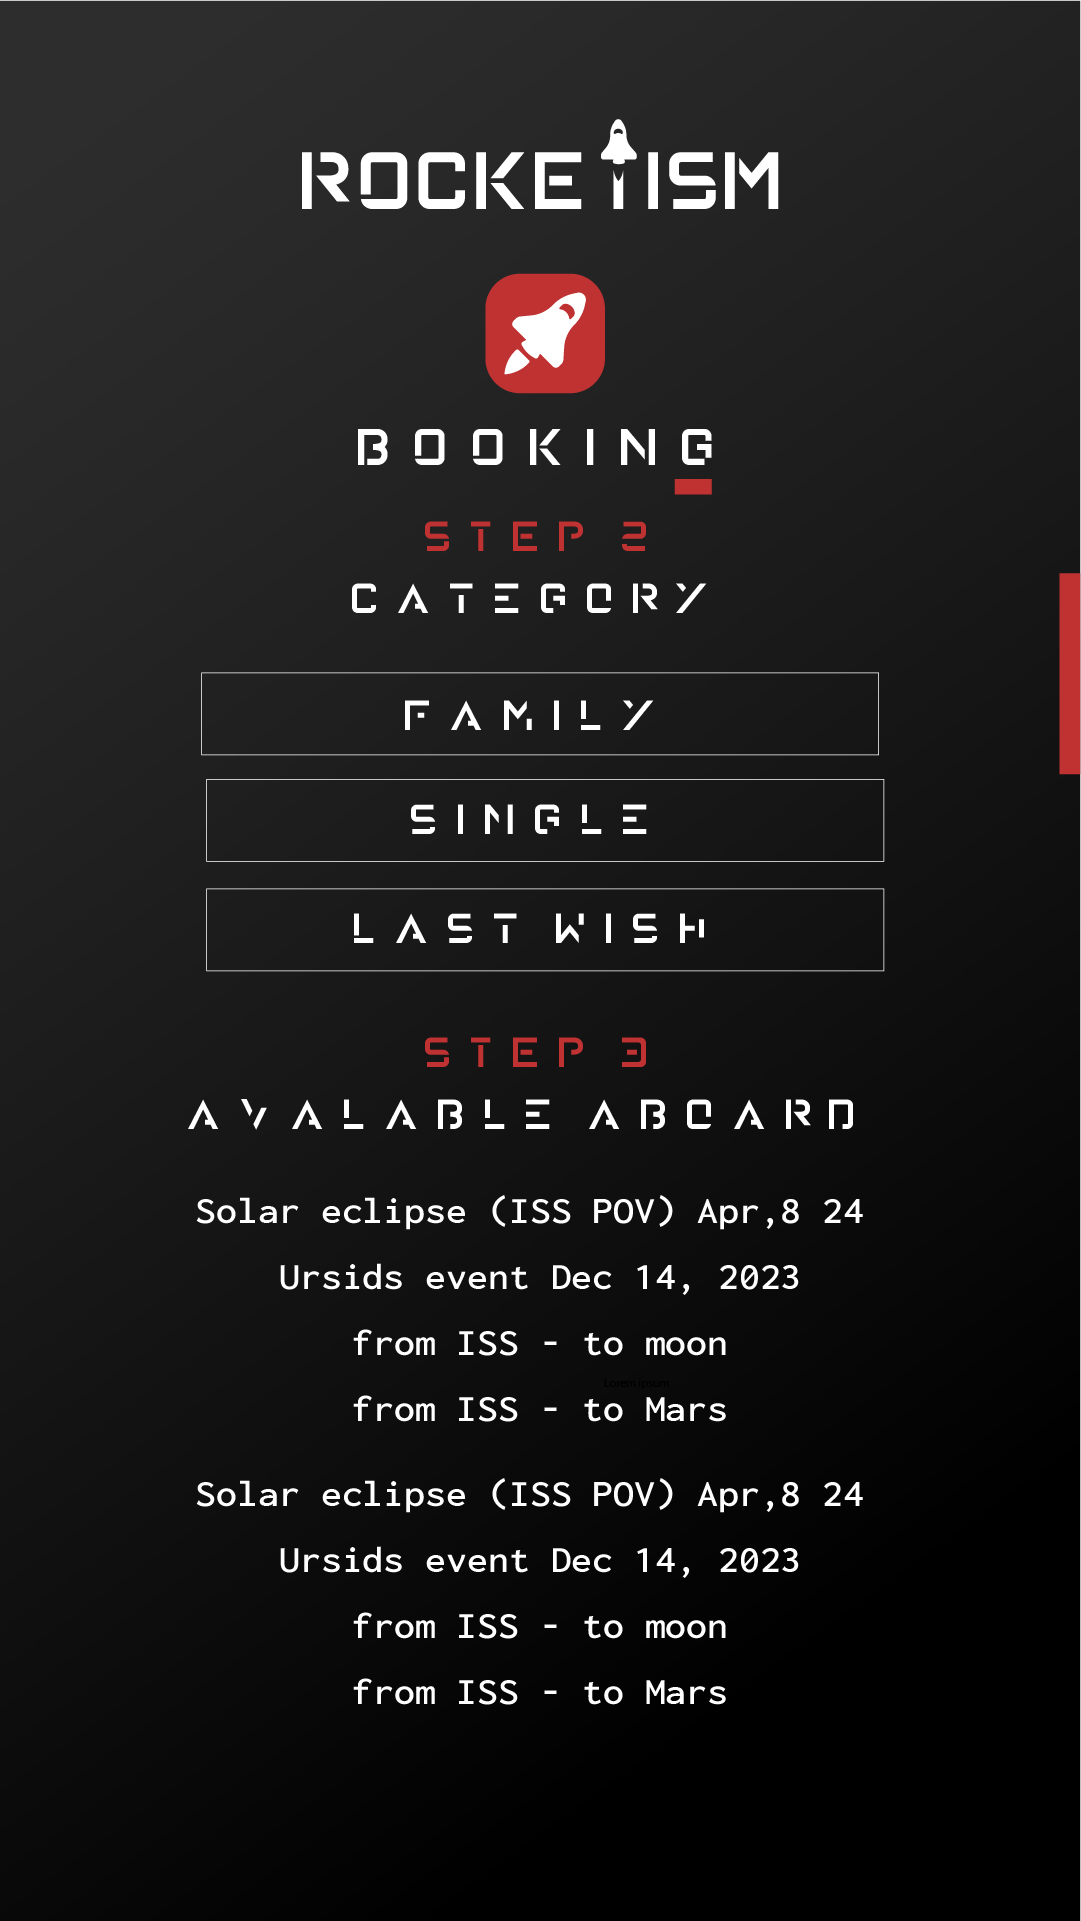 ROCKETISM
BOOKING
STEP 2
CATEGORY
FAMILY
SINGLE
LAST WISH
STEP 3
AVALABLE ABOARD
Solar eclipse (ISS POV) Apr,8 24
Ursids event Dec 14, 2023
from ISS - to moon
Lorem ipsum
from ISS - to Mars
Solar eclipse (ISS POV) Apr,8 24
Ursids event Dec 14, 2023
from ISS - to moon
from ISS - to Mars